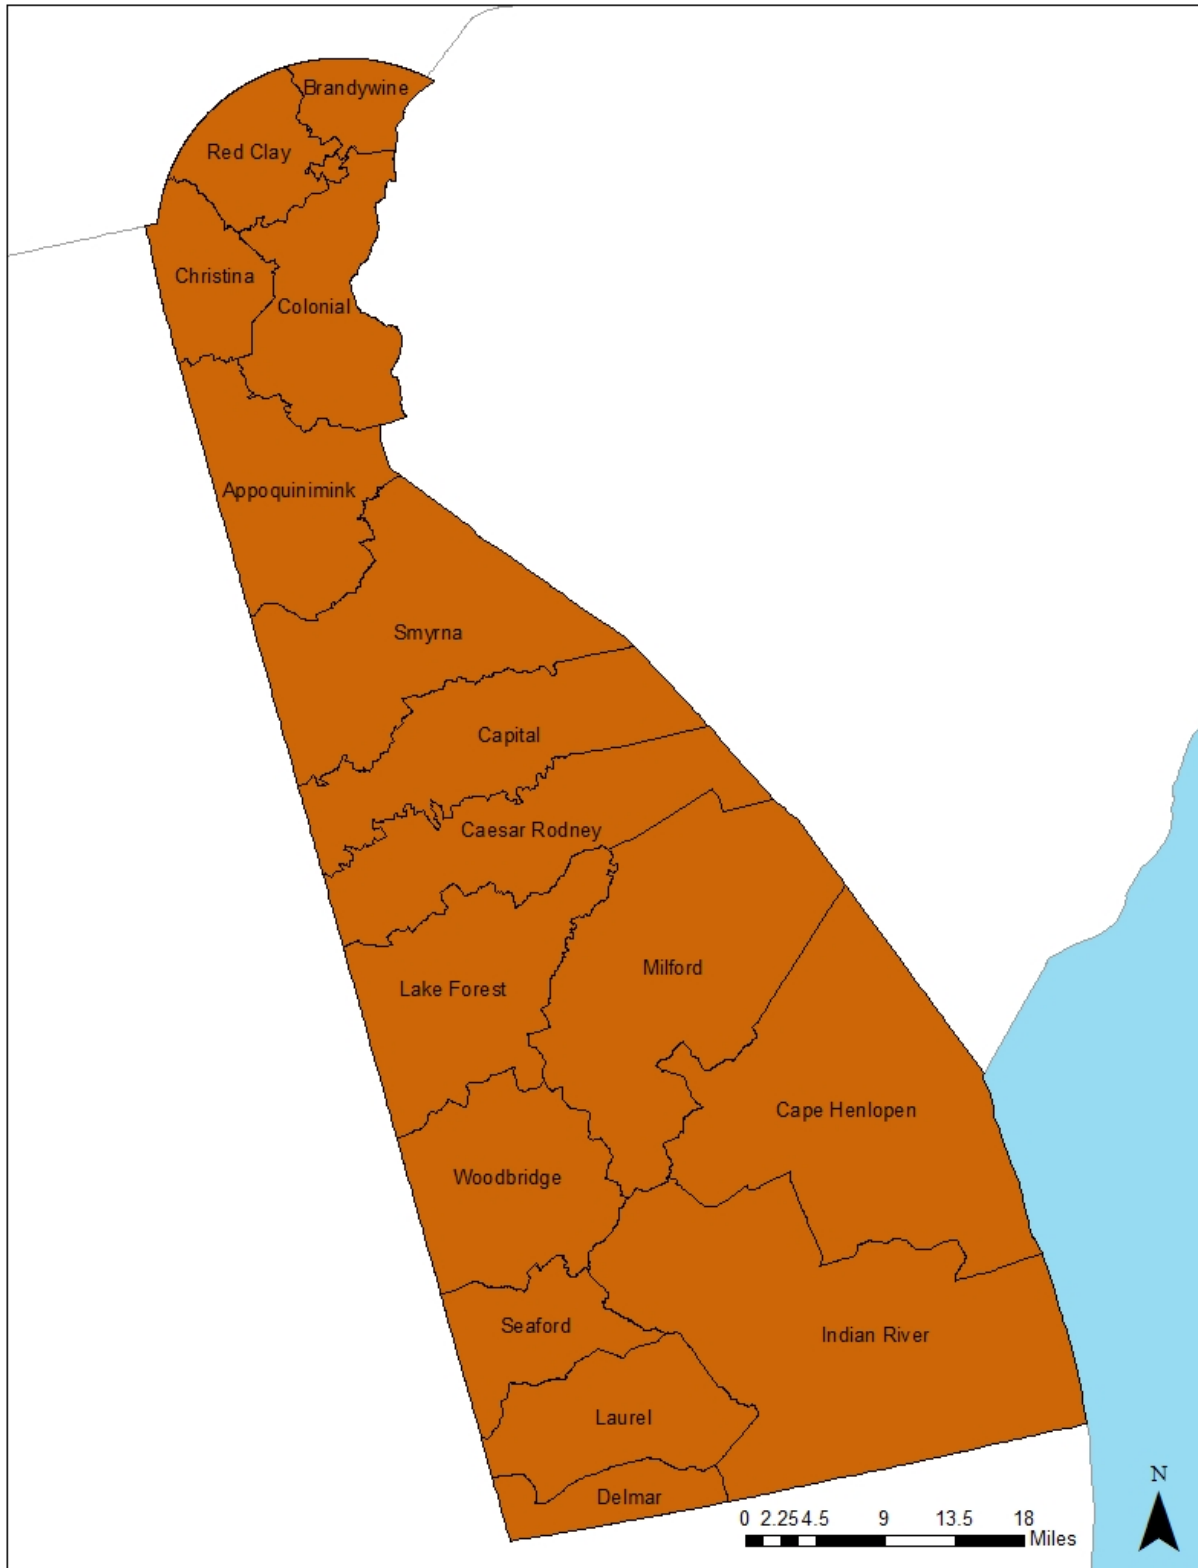 Brandywine
Red Clay
Christina
Colonial
Appoquinimink
Smyrna
Capital
Caesar Rodney
Milford
Lake Forest
Cape Henlopen
Woodbridge
Seaford
Indian River
Laurel
Delmar
N
0 2.25 4.5 9 13.5 18
Miles